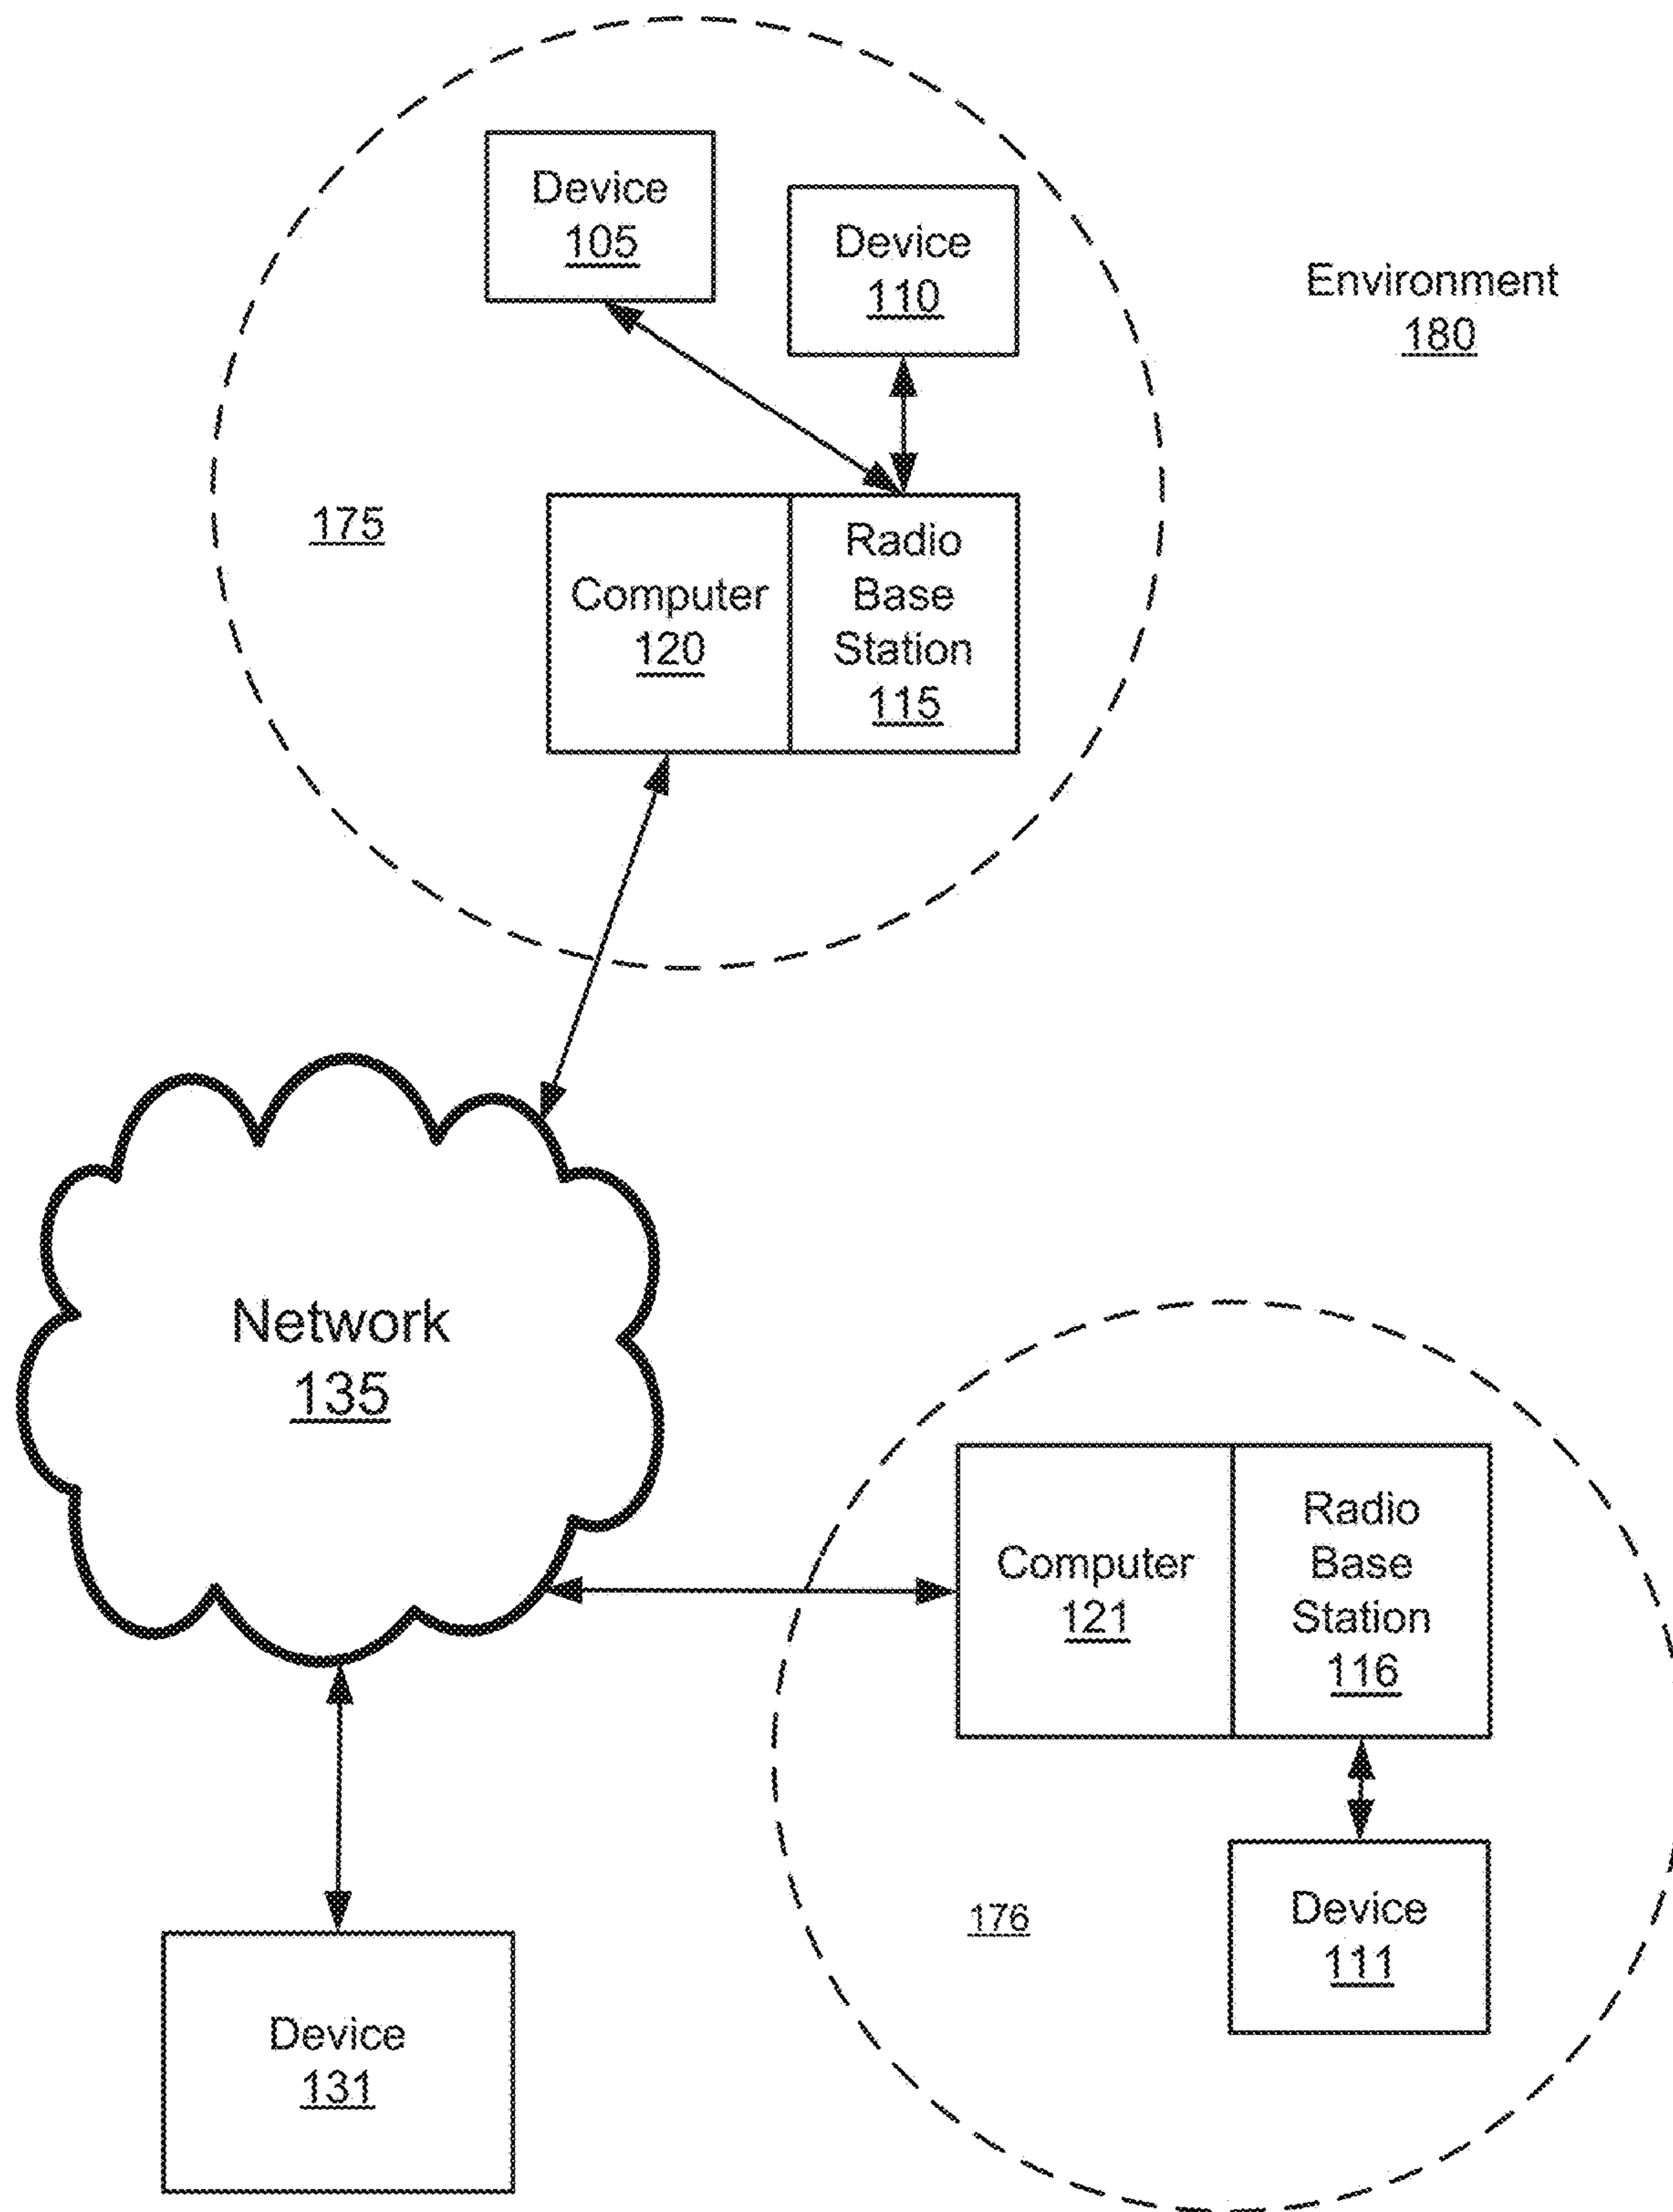 Device
105
Device
110
Environment
180
175
Computer
120
Radio
Base
Station
115
Network
135
Computer
121
Radio
Base
Station
116
176
Device
111
Device
131